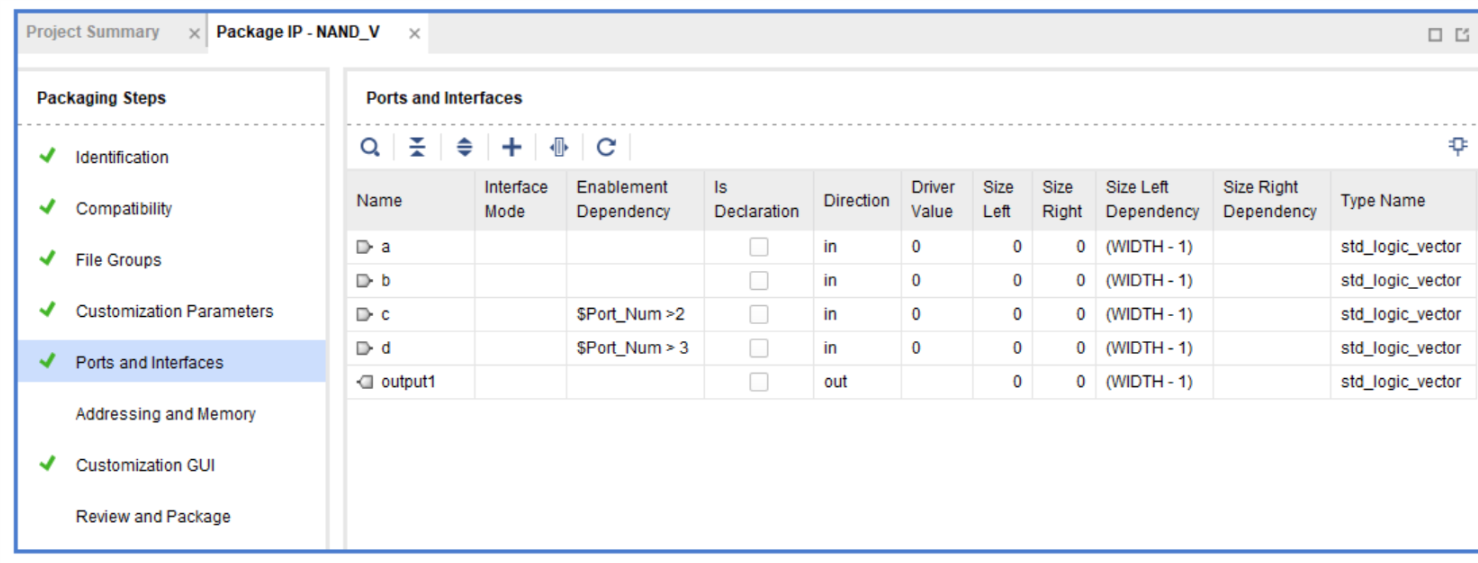 Project Summary × Package IP - NAND_V ×
Packaging Steps
Identification
Compatibility
File Groups
Customization Parameters
Ports and Interfaces
Addressing and Memory
Customization GUI
Review and Package
Ports and Interfaces
Name Interface Mode Enablement Dependency Is Declaration Direction Driver Value Size Left Size Right Size Left Dependency Size Right Dependency Type Name
a in 0 0 0 (WIDTH - 1) std_logic_vector
b in 0 0 0 (WIDTH - 1) std_logic_vector
c $Port_Num >2 in 0 0 0 (WIDTH - 1) std_logic_vector
d $Port_Num > 3 in 0 0 0 (WIDTH - 1) std_logic_vector
output1 out 0 0 (WIDTH - 1) std_logic_vector